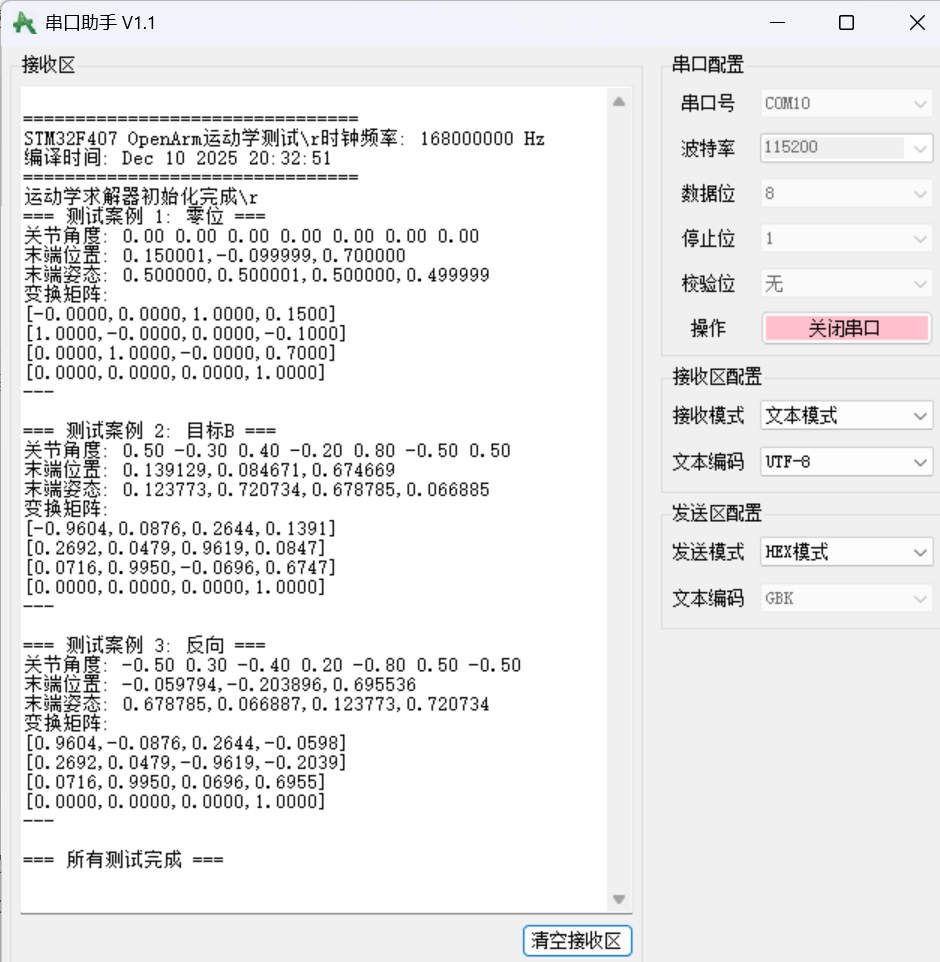 串口助手 V1.1
接收区
================================
STM32F407 OpenArm运动学测试\r时钟频率: 168000000 Hz
编译时间: Dec 10 2025 20:32:51
================================
运动学求解器初始化完成\r
=== 测试案例 1: 零位 ===
关节角度: 0.00 0.00 0.00 0.00 0.00 0.00 0.00
末端位置: 0.150001,-0.099999,0.700000
末端姿态: 0.500000,0.500001,0.500000,0.499999
变换矩阵:
[-0.0000,0.0000,1.0000,0.1500]
[1.0000,-0.0000,0.0000,-0.1000]
[0.0000,1.0000,-0.0000,0.7000]
[0.0000,0.0000,0.0000,1.0000]
---
=== 测试案例 2: 目标B ===
关节角度: 0.50 -0.30 0.40 -0.20 0.80 -0.50 0.50
末端位置: 0.139129,0.084671,0.674669
末端姿态: 0.123773,0.720734,0.678785,0.066885
变换矩阵:
[-0.9604,0.0876,0.2644,0.1391]
[0.2692,0.0479,0.9619,0.0847]
[0.0716,0.9950,-0.0696,0.6747]
[0.0000,0.0000,0.0000,1.0000]
---
=== 测试案例 3: 反向 ===
关节角度: -0.50 0.30 -0.40 0.20 -0.80 0.50 -0.50
末端位置: -0.059794,-0.203896,0.695536
末端姿态: 0.678785,0.066887,0.123773,0.720734
变换矩阵:
[0.9604,-0.0876,0.2644,-0.0598]
[0.2692,0.0479,-0.9619,-0.2039]
[0.0716,0.9950,0.0696,0.6955]
[0.0000,0.0000,0.0000,1.0000]
---
=== 所有测试完成 ===
清空接收区
串口配置
串口号 COM10
波特率 115200
数据位 8
停止位 1
校验位 无
操作 关闭串口
接收区配置
接收模式 文本模式
文本编码 UTF-8
发送区配置
发送模式 HEX模式
文本编码 GBK